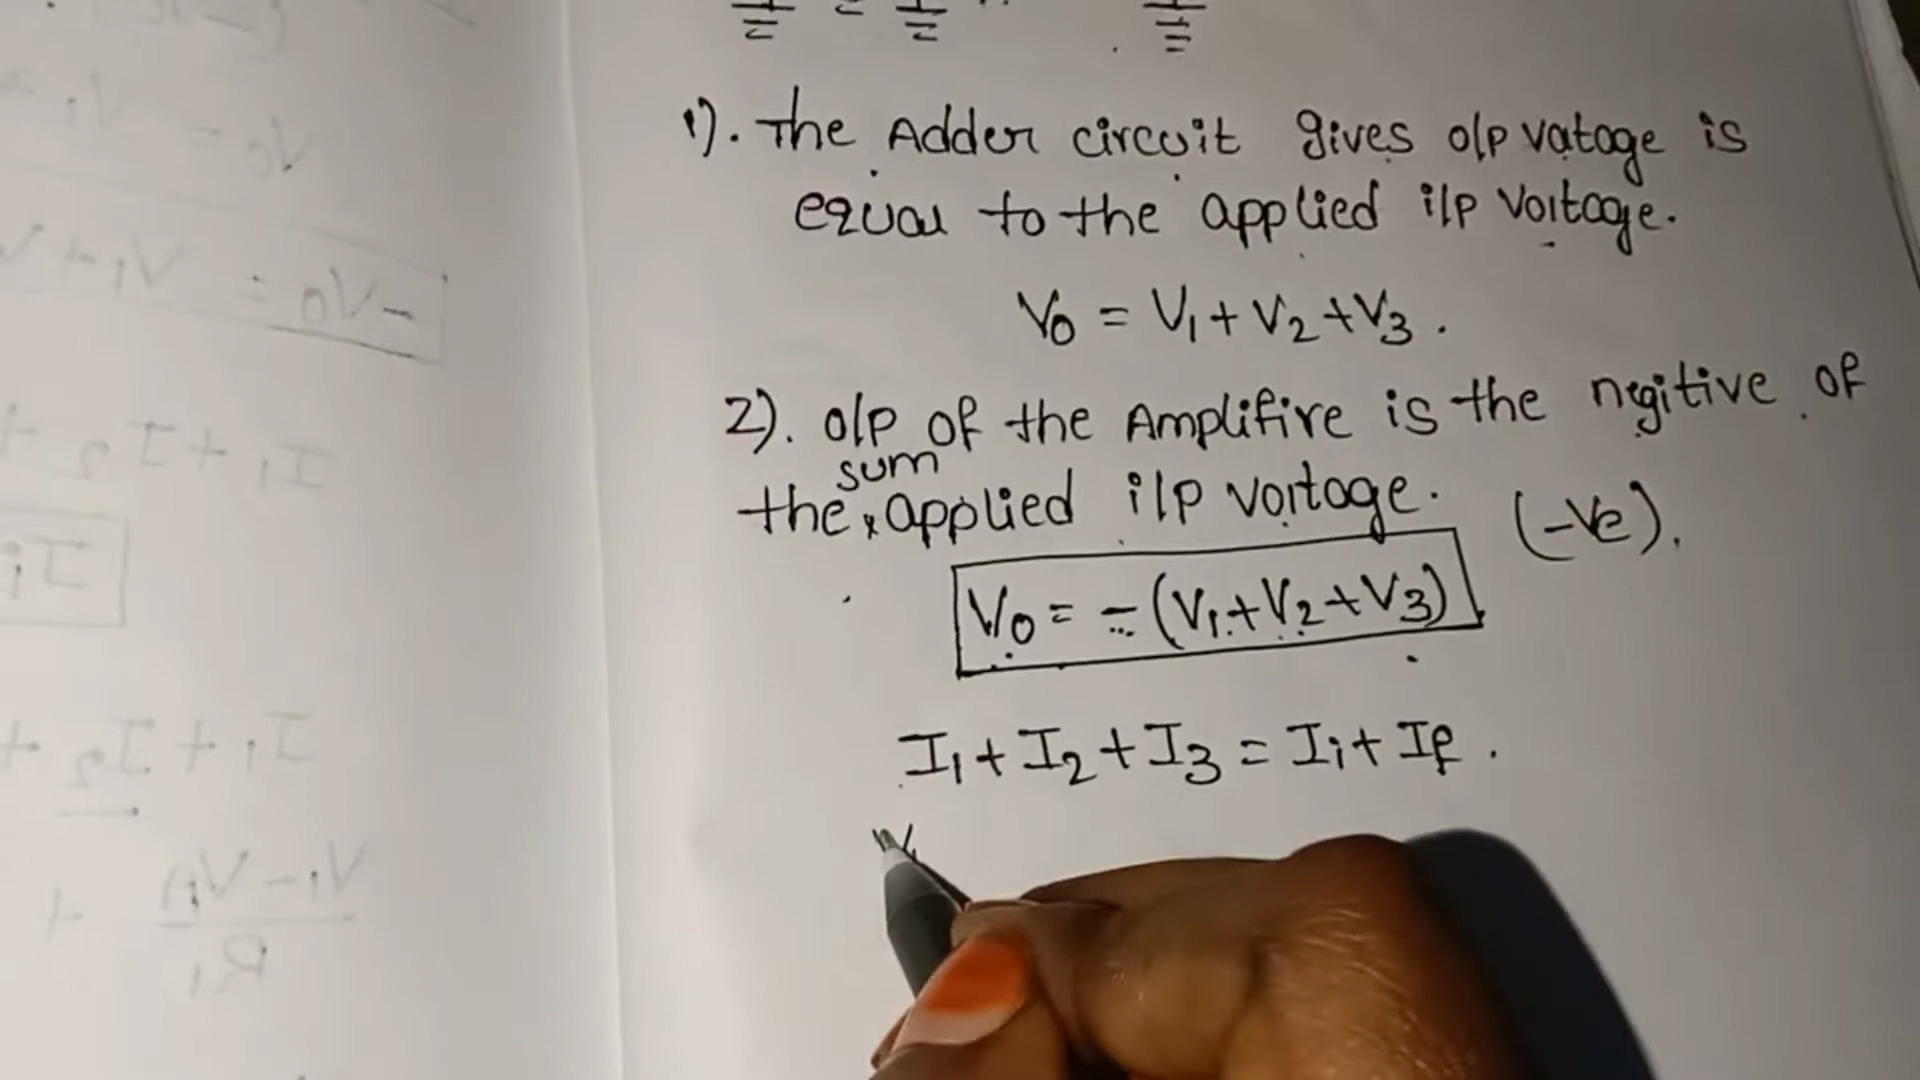 1). The Adder circuit gives o/p vatage is
equal to the applied i/p voltage.
V0 = V1 + V2 + V3 .
2). o/p of the Amplifire is the negitive of
sum
the applied i/p voltage. (-Ve).
V0 = - (V1 + V2 + V3)
I1 + I2 + I3 = Ii + If .